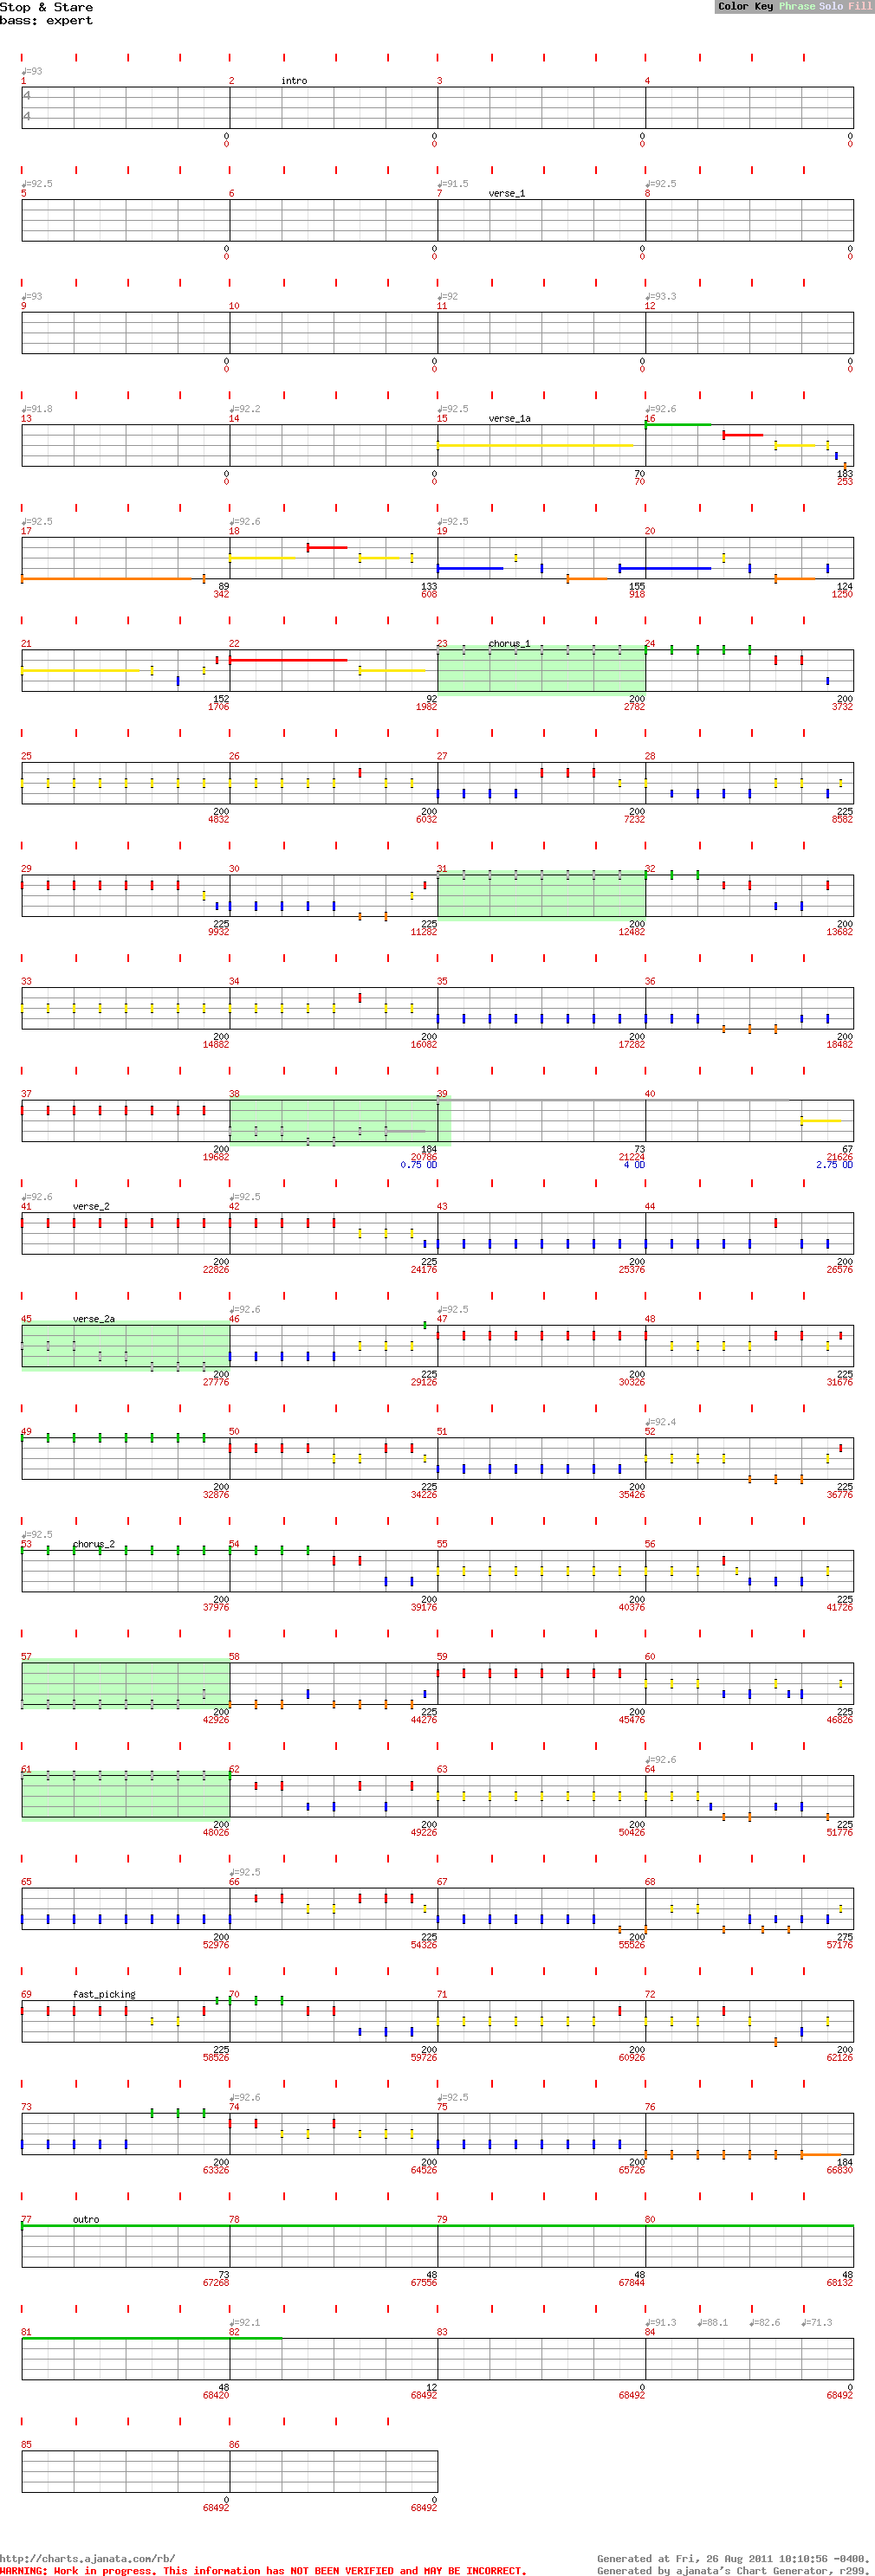 Stop & Stare
Color Key Phrase Solo Fill
bass: expert
♩=93
1 2 intro 3 4
4
4
0 0 0 0
0 0 0 0
♩=92.5 ♩=91.5 ♩=92.5
5 6 7 verse_1 8
0 0 0 0
0 0 0 0
♩=93 ♩=92 ♩=93.3
9 10 11 12
0 0 0 0
0 0 0 0
♩=91.8 ♩=92.2 ♩=92.5 ♩=92.6
13 14 15 verse_1a 16
0 0 70 183
0 0 70 253
♩=92.5 ♩=92.6 ♩=92.5
17 18 19 20
89 133 155 124
342 608 918 1250
21 22 23 chorus_1 24
152 92 200 200
1706 1982 2782 3732
25 26 27 28
200 200 200 225
4832 6032 7232 8582
29 30 31 32
225 225 200 200
9932 11282 12482 13682
33 34 35 36
200 200 200 200
14882 16082 17282 18482
37 38 39 40
200 184 73 67
19682 20786 21224 21626
0.75 OD 4 OD 2.75 OD
♩=92.6 ♩=92.5
41 verse_2 42 43 44
200 225 200 200
22826 24176 25376 26576
♩=92.6 ♩=92.5
45 verse_2a 46 47 48
200 225 200 225
27776 29126 30326 31676
♩=92.4
49 50 51 52
200 225 200 225
32876 34226 35426 36776
♩=92.5
53 chorus_2 54 55 56
200 200 200 225
37976 39176 40376 41726
57 58 59 60
200 225 200 225
42926 44276 45476 46826
♩=92.6
61 62 63 64
200 200 200 225
48026 49226 50426 51776
♩=92.5
65 66 67 68
200 225 200 275
52976 54326 55526 57176
69 fast_picking 70 71 72
225 200 200 200
58526 59726 60926 62126
♩=92.6 ♩=92.5
73 74 75 76
200 200 200 184
63326 64526 65726 66830
77 outro 78 79 80
73 48 48 48
67268 67556 67844 68132
♩=92.1 ♩=91.3 ♩=88.1 ♩=82.6 ♩=71.3
81 82 83 84
48 12 0 0
68420 68492 68492 68492
85 86
0 0
68492 68492
http://charts.ajanata.com/rb/
Generated at Fri, 26 Aug 2011 10:10:56 -0400.
WARNING: Work in progress. This information has NOT BEEN VERIFIED and MAY BE INCORRECT.
Generated by ajanata's Chart Generator, r299.